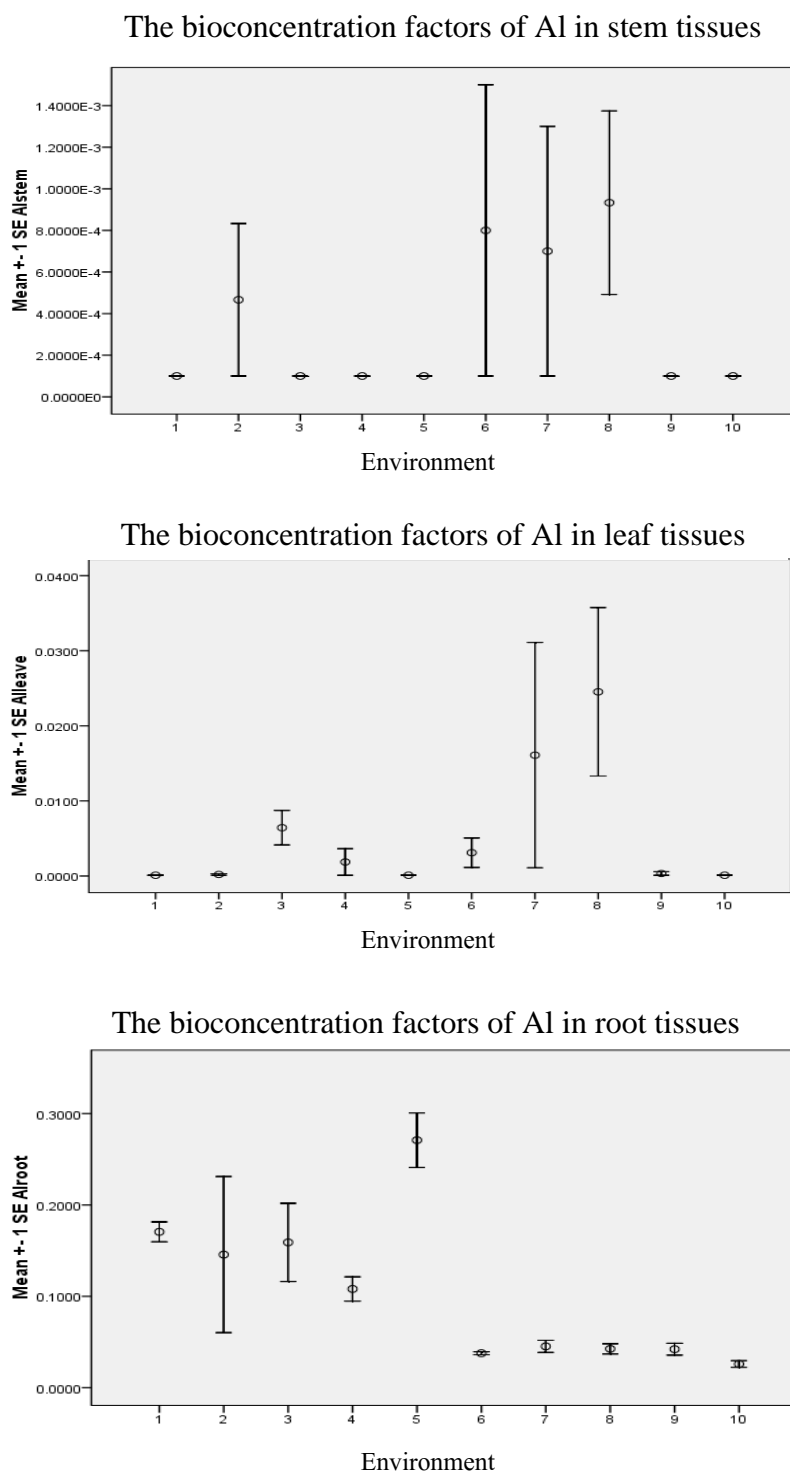 The bioconcentration factors of Al in stem tissues
Mean +- 1 SE Alstem
1.4000E-3
1.2000E-3
1.0000E-3
8.0000E-4
6.0000E-4
4.0000E-4
2.0000E-4
0.0000E0
1 2 3 4 5 6 7 8 9 10
Environment
The bioconcentration factors of Al in leaf tissues
Mean +- 1 SE Alleave
0.0400
0.0300
0.0200
0.0100
0.0000
1 2 3 4 5 6 7 8 9 10
Environment
The bioconcentration factors of Al in root tissues
Mean +- 1 SE Alroot
0.3000
0.2000
0.1000
0.0000
1 2 3 4 5 6 7 8 9 10
Environment